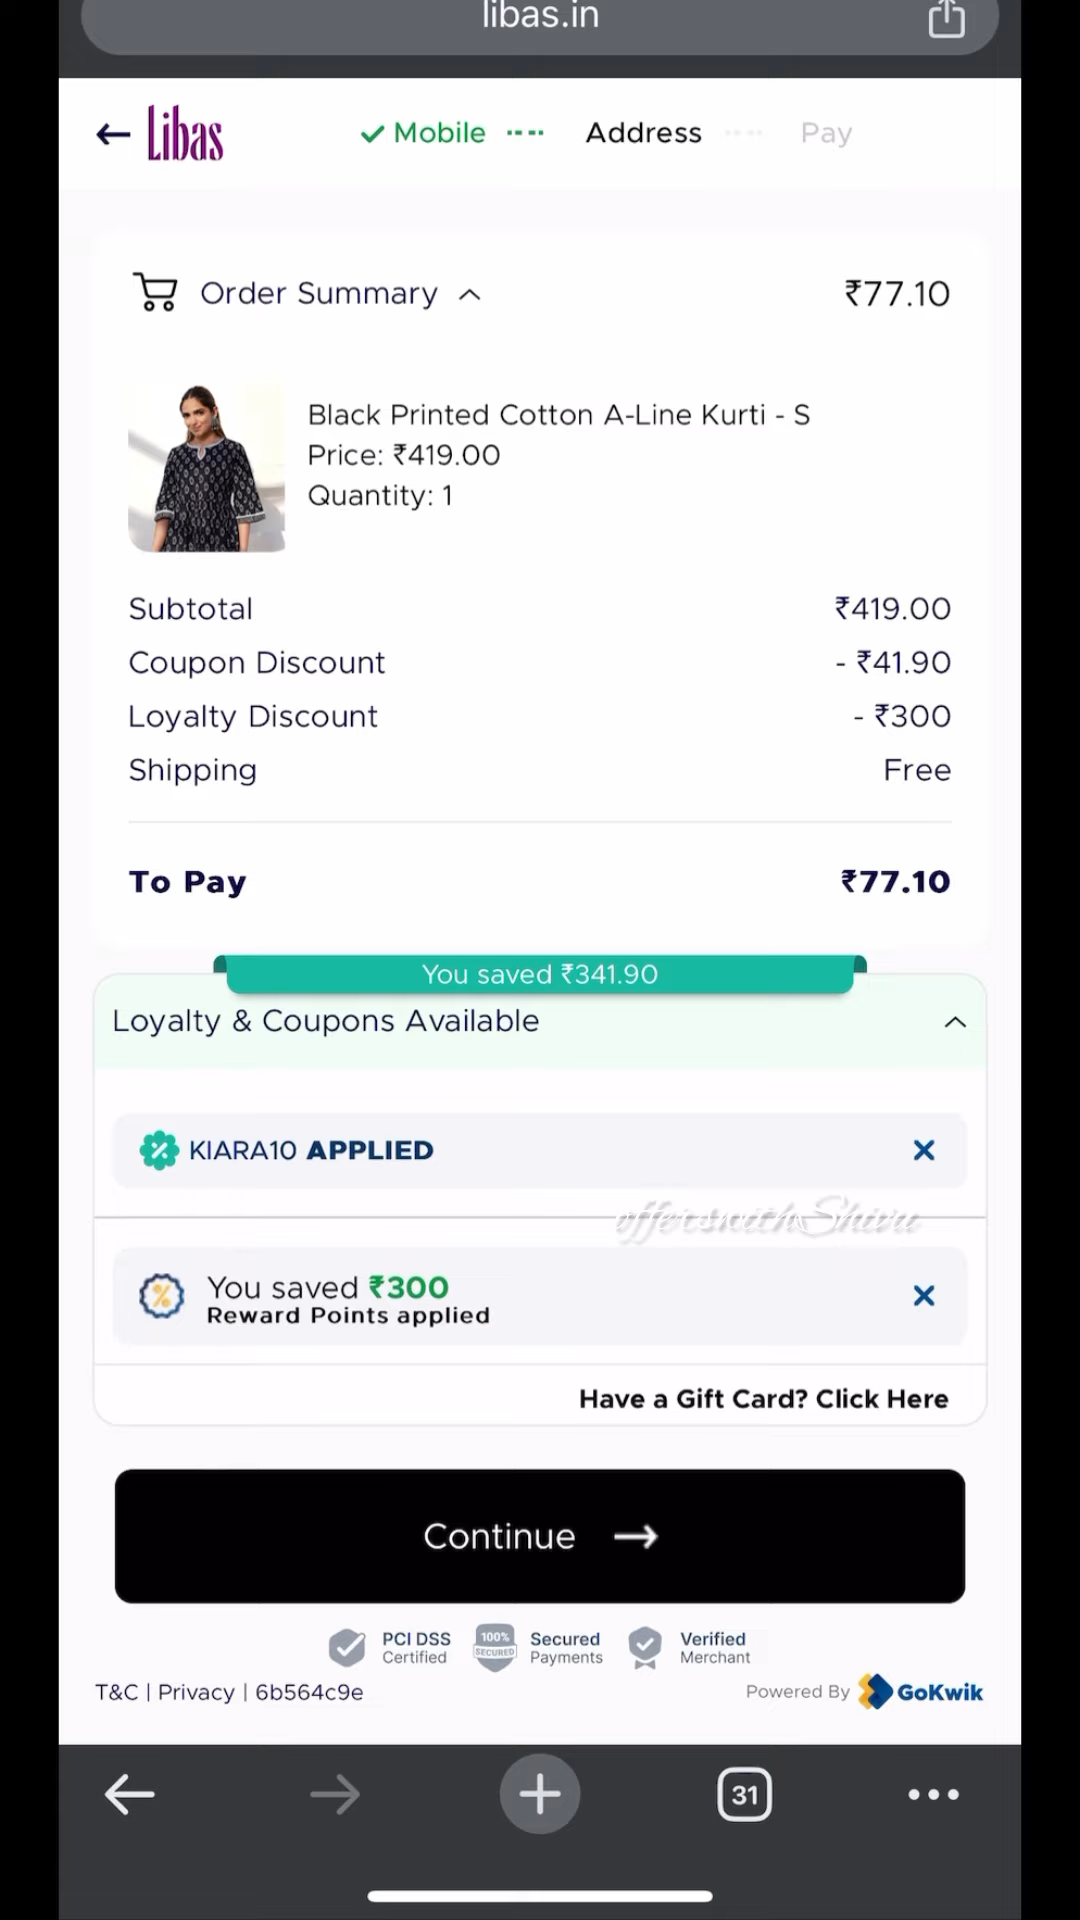 libas.in
Libas
Mobile
Address
Pay
Order Summary
₹77.10
Black Printed Cotton A-Line Kurti - S
Price: ₹419.00
Quantity: 1
Subtotal ₹419.00
Coupon Discount - ₹41.90
Loyalty Discount - ₹300
Shipping Free
To Pay ₹77.10
You saved ₹341.90
Loyalty & Coupons Available
KIARA10 APPLIED
offerswithShivu
You saved ₹300
Reward Points applied
Have a Gift Card? Click Here
Continue
PCI DSS
Certified
100%
SECURED
Secured
Payments
Verified
Merchant
T&C | Privacy | 6b564c9e
Powered By GoKwik
31